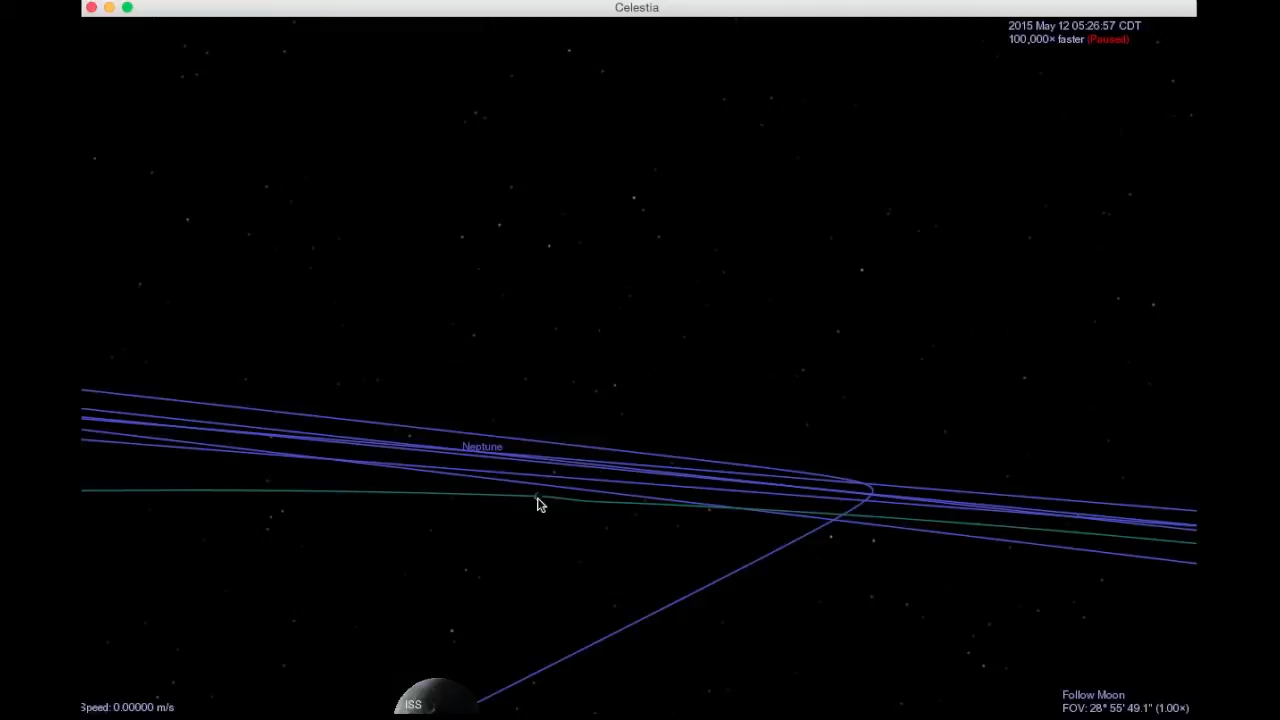 Celestia
2015 May 12 05:26:57 CDT
100,000× faster (Paused)
Neptune
ISS
Speed: 0.00000 m/s
Follow Moon
FOV: 28° 55' 49.1" (1.00×)